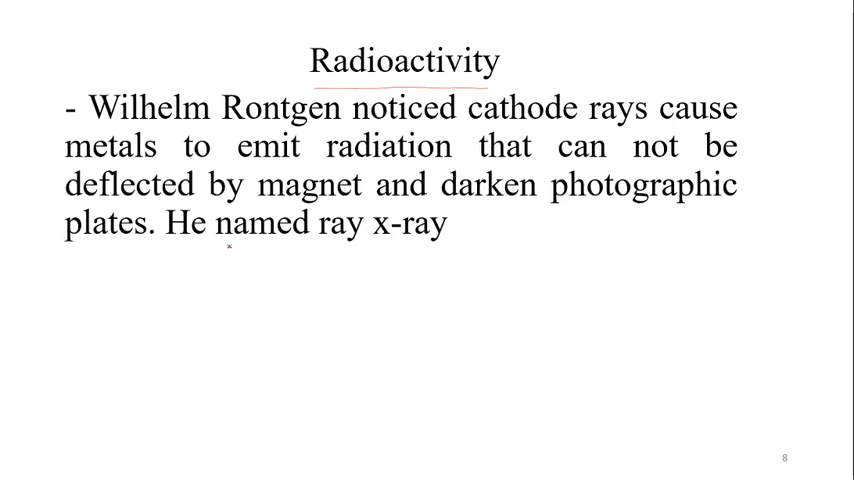 Radioactivity
- Wilhelm Rontgen noticed cathode rays cause
metals to emit radiation that can not be
deflected by magnet and darken photographic
plates. He named ray x-ray
8